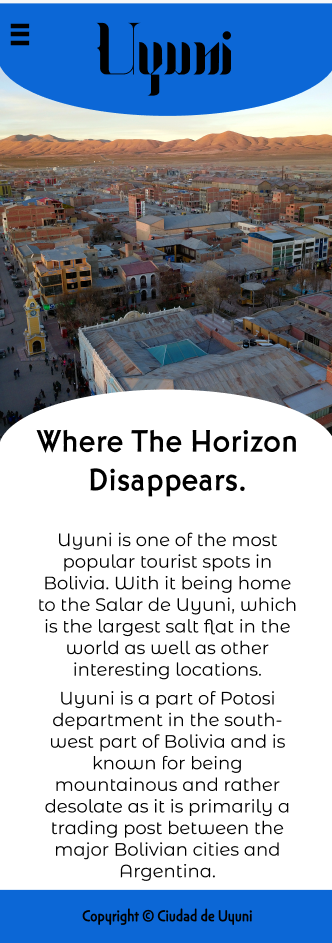 Uyuni
Where The Horizon
Disappears.
Uyuni is one of the most
popular tourist spots in
Bolivia. With it being home
to the Salar de Uyuni, which
is the largest salt flat in the
world as well as other
interesting locations.
Uyuni is a part of Potosi
department in the south-
west part of Bolivia and is
known for being
mountainous and rather
desolate as it is primarily a
trading post between the
major Bolivian cities and
Argentina.
Copyright © Ciudad de Uyuni